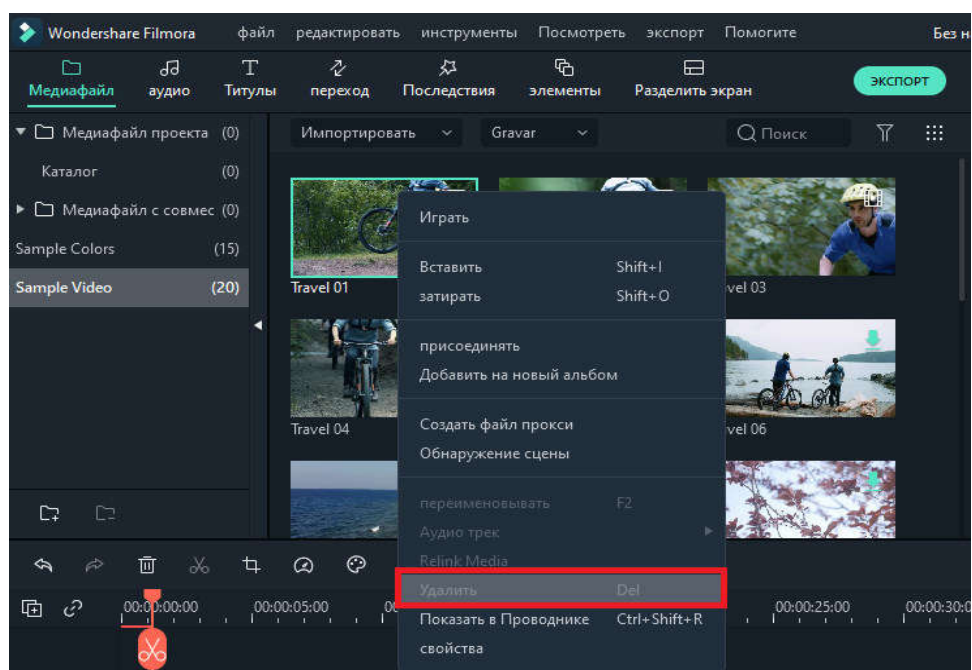 Wondershare Filmora файл редактировать инструменты Посмотреть экспорт Помогите Без н
Медиафайл аудио Титулы переход Последствия элементы Разделить экран ЭКСПОРТ
Медиафайл проекта (0) Импортировать Gravar Поиск
Каталог (0)
Медиафайл с совмес (0)
Sample Colors (15)
Sample Video (20)
Travel 01 vel 03
Travel 04 vel 06
Играть
Вставить Shift+I
затирать Shift+O
присоединять
Добавить на новый альбом
Создать файл прокси
Обнаружение сцены
переименовывать F2
Аудио трек
Relink Media
Удалить Del
Показать в Проводнике Ctrl+Shift+R
свойства
00:00:00:00 00:00:05:00 00 00:00:25:00 00:00:30:0